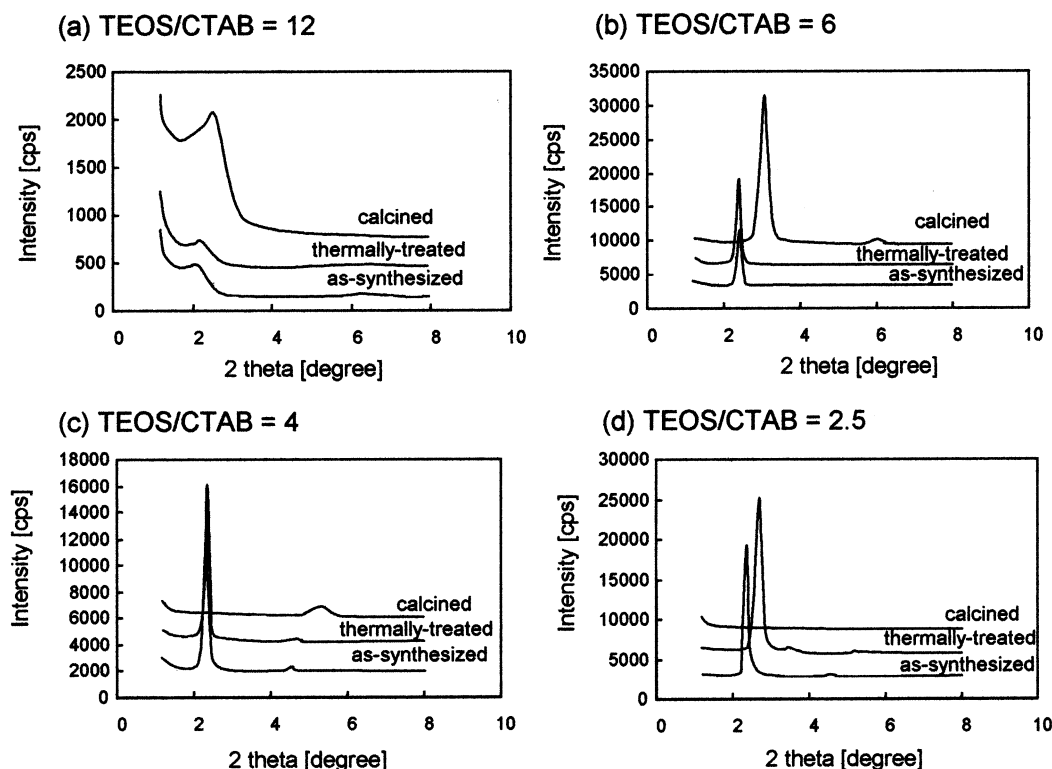 (a) TEOS/CTAB = 12
2500
2000
1500
1000
500
0
Intensity [cps]
calcined
thermally-treated
as-synthesized
0 2 4 6 8 10
2 theta [degree]
(b) TEOS/CTAB = 6
35000
30000
25000
20000
15000
10000
5000
0
Intensity [cps]
calcined
thermally-treated
as-synthesized
0 2 4 6 8 10
2 theta [degree]
(c) TEOS/CTAB = 4
18000
16000
14000
12000
10000
8000
6000
4000
2000
0
Intensity [cps]
calcined
thermally-treated
as-synthesized
0 2 4 6 8 10
2 theta [degree]
(d) TEOS/CTAB = 2.5
30000
25000
20000
15000
10000
5000
0
Intensity [cps]
calcined
thermally-treated
as-synthesized
0 2 4 6 8 10
2 theta [degree]